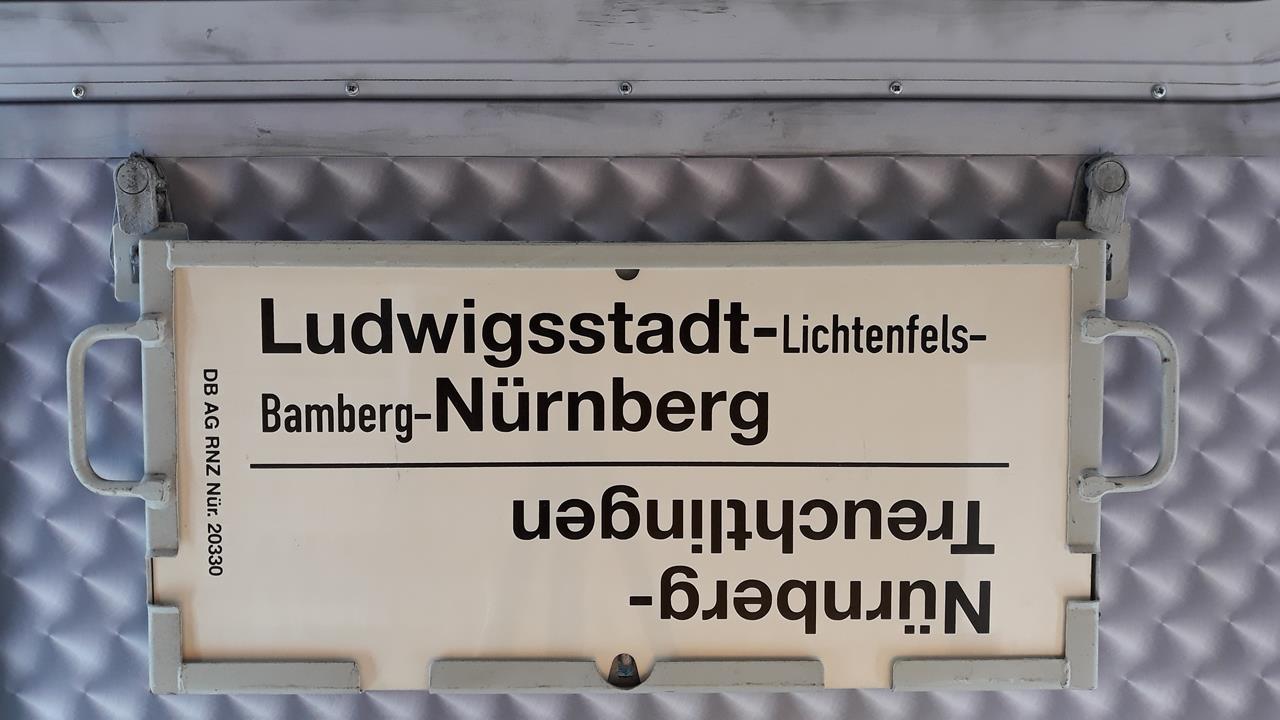 Ludwigsstadt-Lichtenfels-
Bamberg-Nürnberg
Nürnberg-
Treuchtlingen
DB AG RNZ Nür. 20330